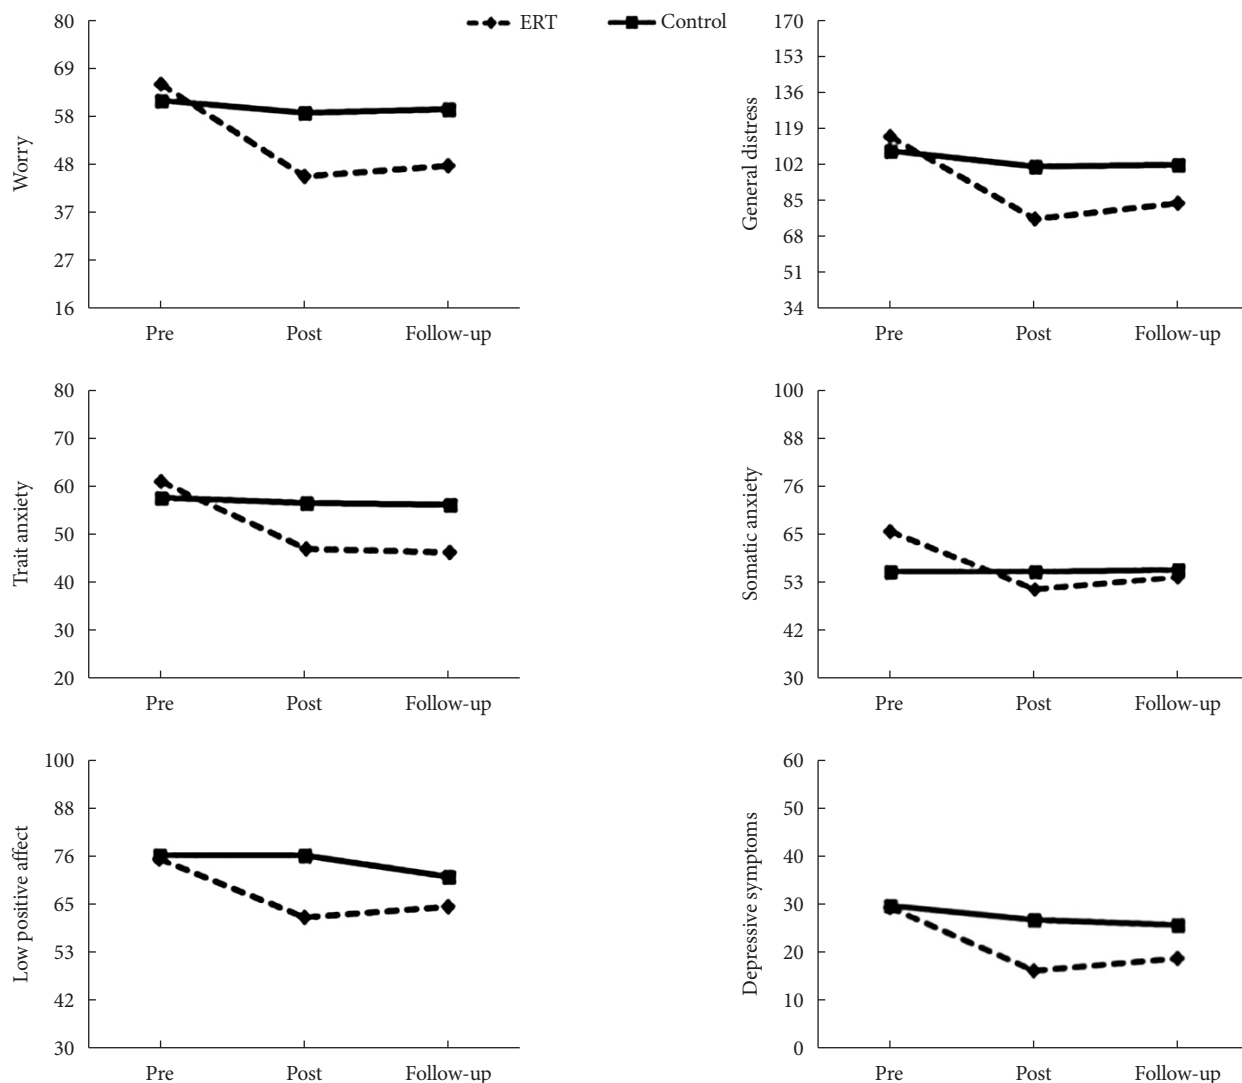 ERT
Control
Worry
80
69
58
48
37
27
16
Pre
Post
Follow-up
General distress
170
153
136
119
102
85
68
51
34
Pre
Post
Follow-up
Trait anxiety
80
70
60
50
40
30
20
Pre
Post
Follow-up
Somatic anxiety
100
88
76
65
53
42
30
Pre
Post
Follow-up
Low positive affect
100
88
76
65
53
42
30
Pre
Post
Follow-up
Depressive symptoms
60
50
40
30
20
10
0
Pre
Post
Follow-up